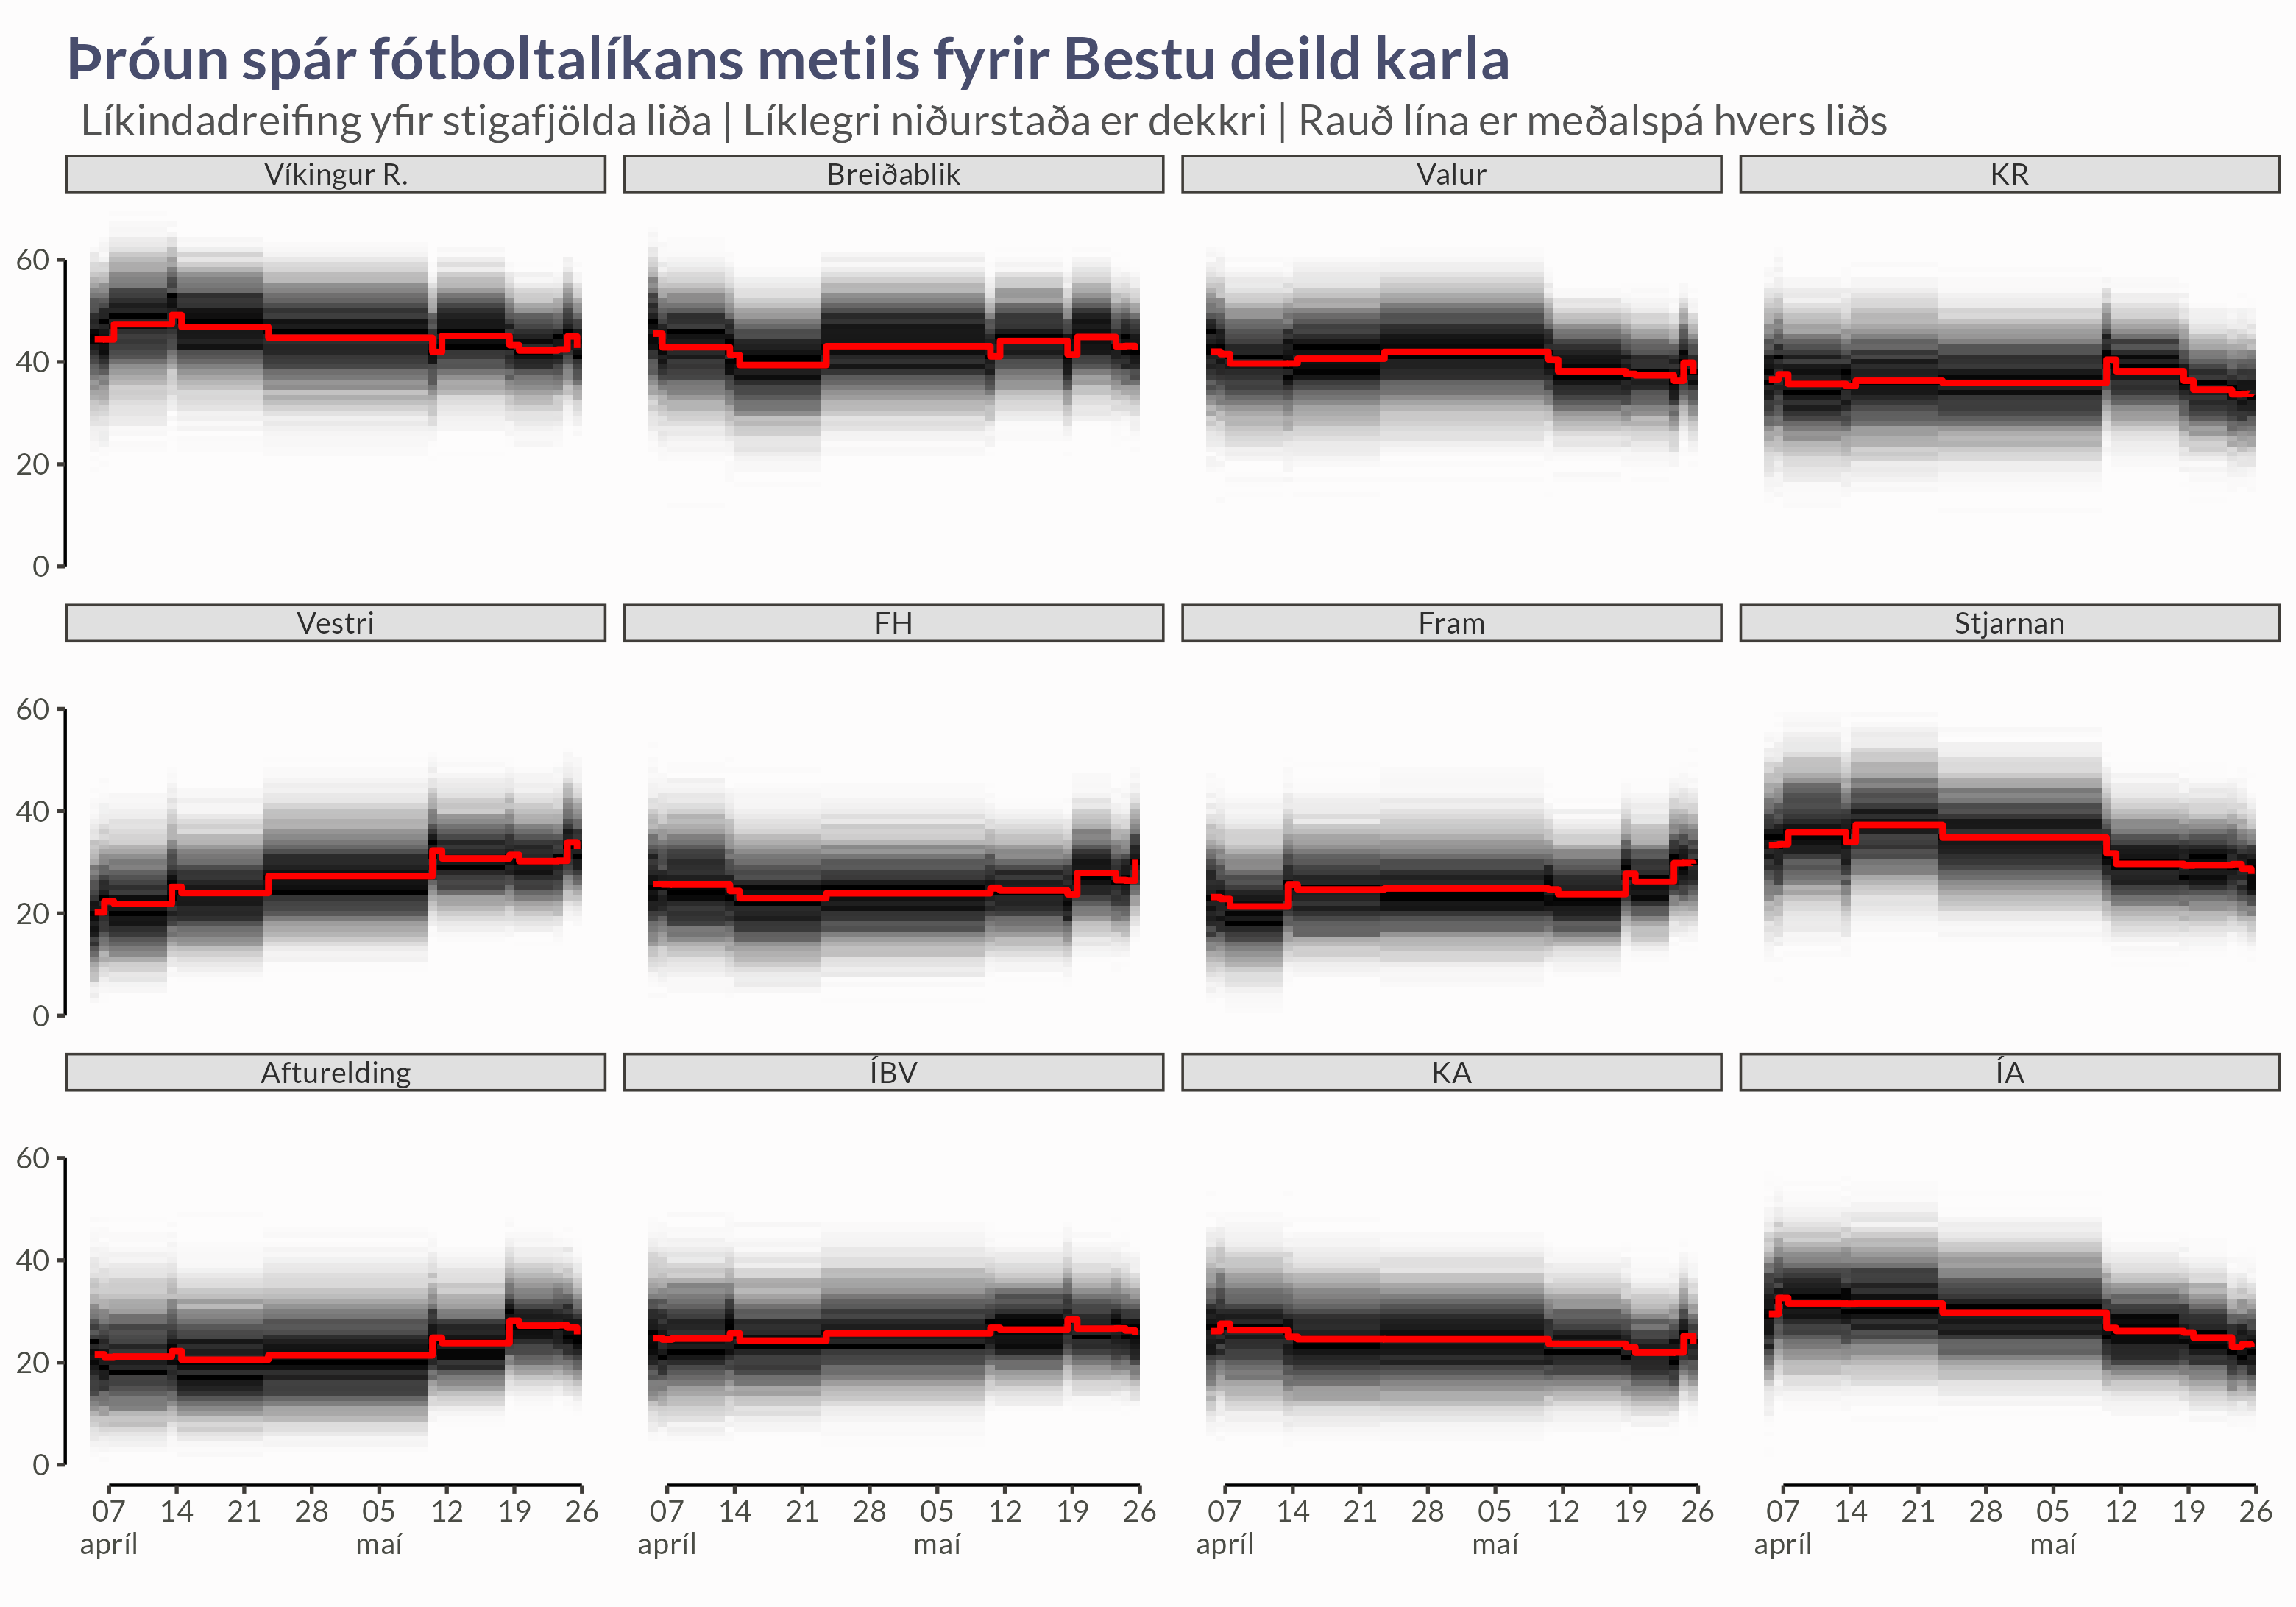 Þróun spár fótboltalíkans metils fyrir Bestu deild karla
Líkindadreifing yfir stigafjölda liða | Líklegri niðurstaða er dekkri | Rauð lína er meðalspá hvers liðs
Víkingur R. Breiðablik Valur KR
60
40
20
0
Vestri FH Fram Stjarnan
60
40
20
0
Afturelding ÍBV KA ÍA
60
40
20
0
07 14 21 28 05 12 19 26 07 14 21 28 05 12 19 26 07 14 21 28 05 12 19 26 07 14 21 28 05 12 19 26
apríl maí apríl maí apríl maí apríl maí